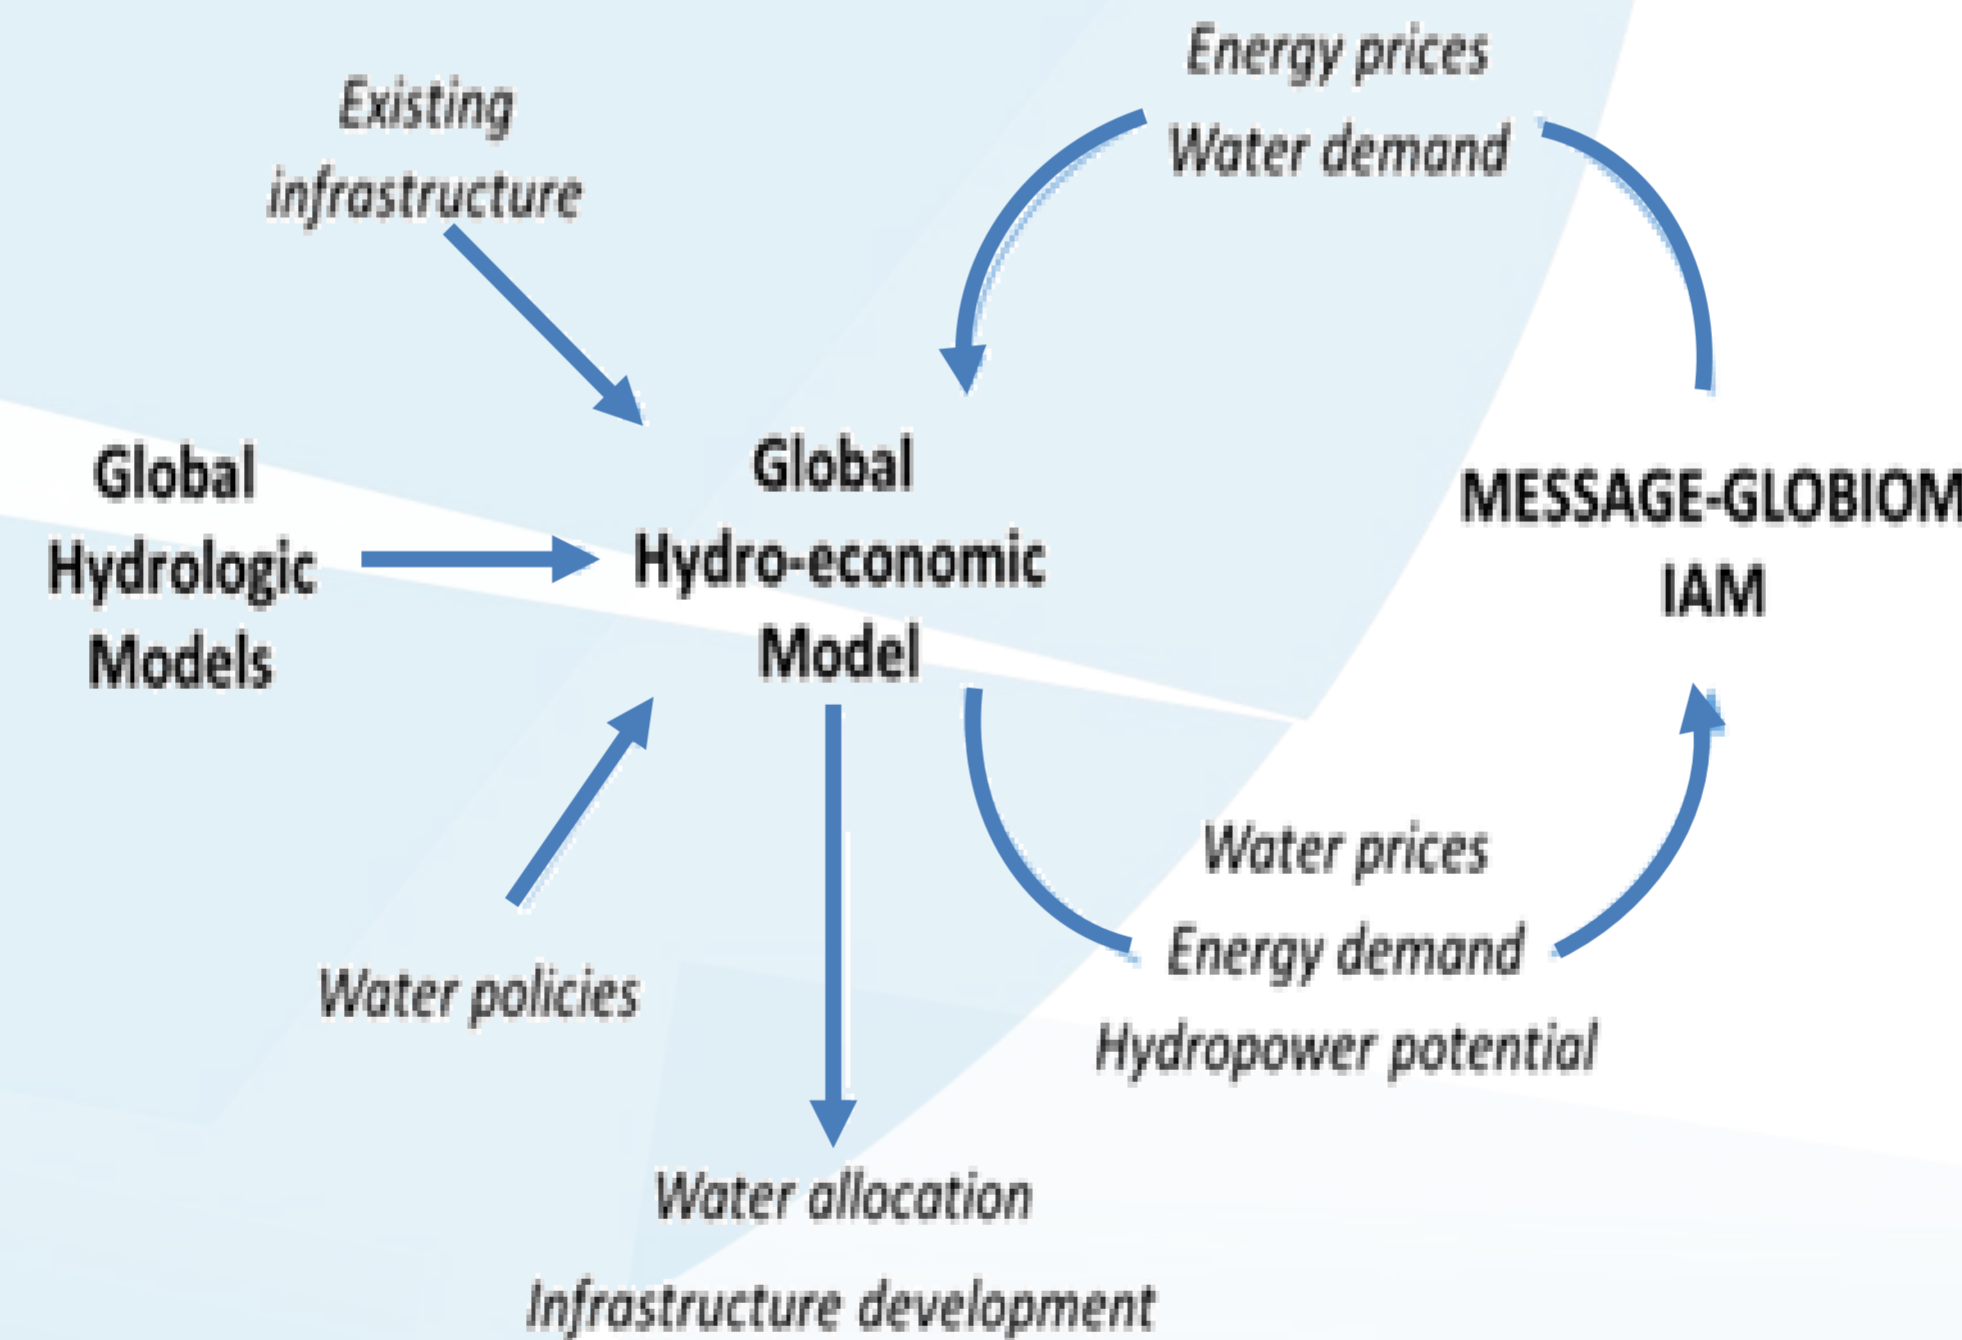 Energy prices
Water demand
Existing
infrastructure
Global
Hydrologic
Models
Global
Hydro-economic
Model
MESSAGE-GLOBIOM
IAM
Water prices
Energy demand
Hydropower potential
Water policies
Water allocation
Infrastructure development